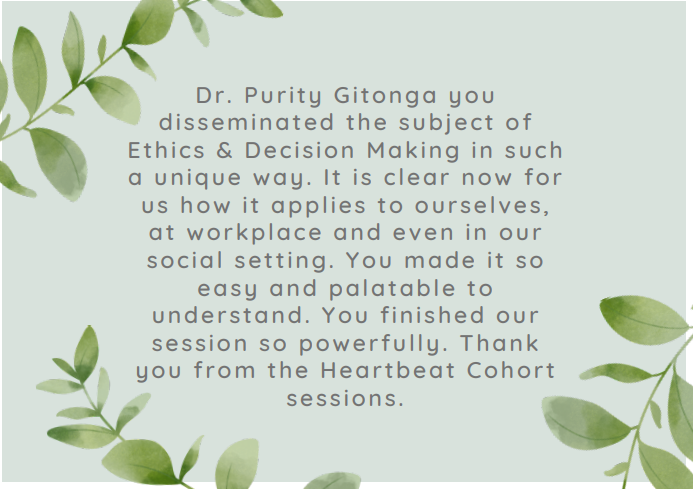 Dr. Purity Gitonga you
disseminated the subject of
Ethics & Decision Making in such
a unique way. It is clear now for
us how it applies to ourselves,
at workplace and even in our
social setting. You made it so
easy and palatable to
understand. You finished our
session so powerfully. Thank
you from the Heartbeat Cohort
sessions.